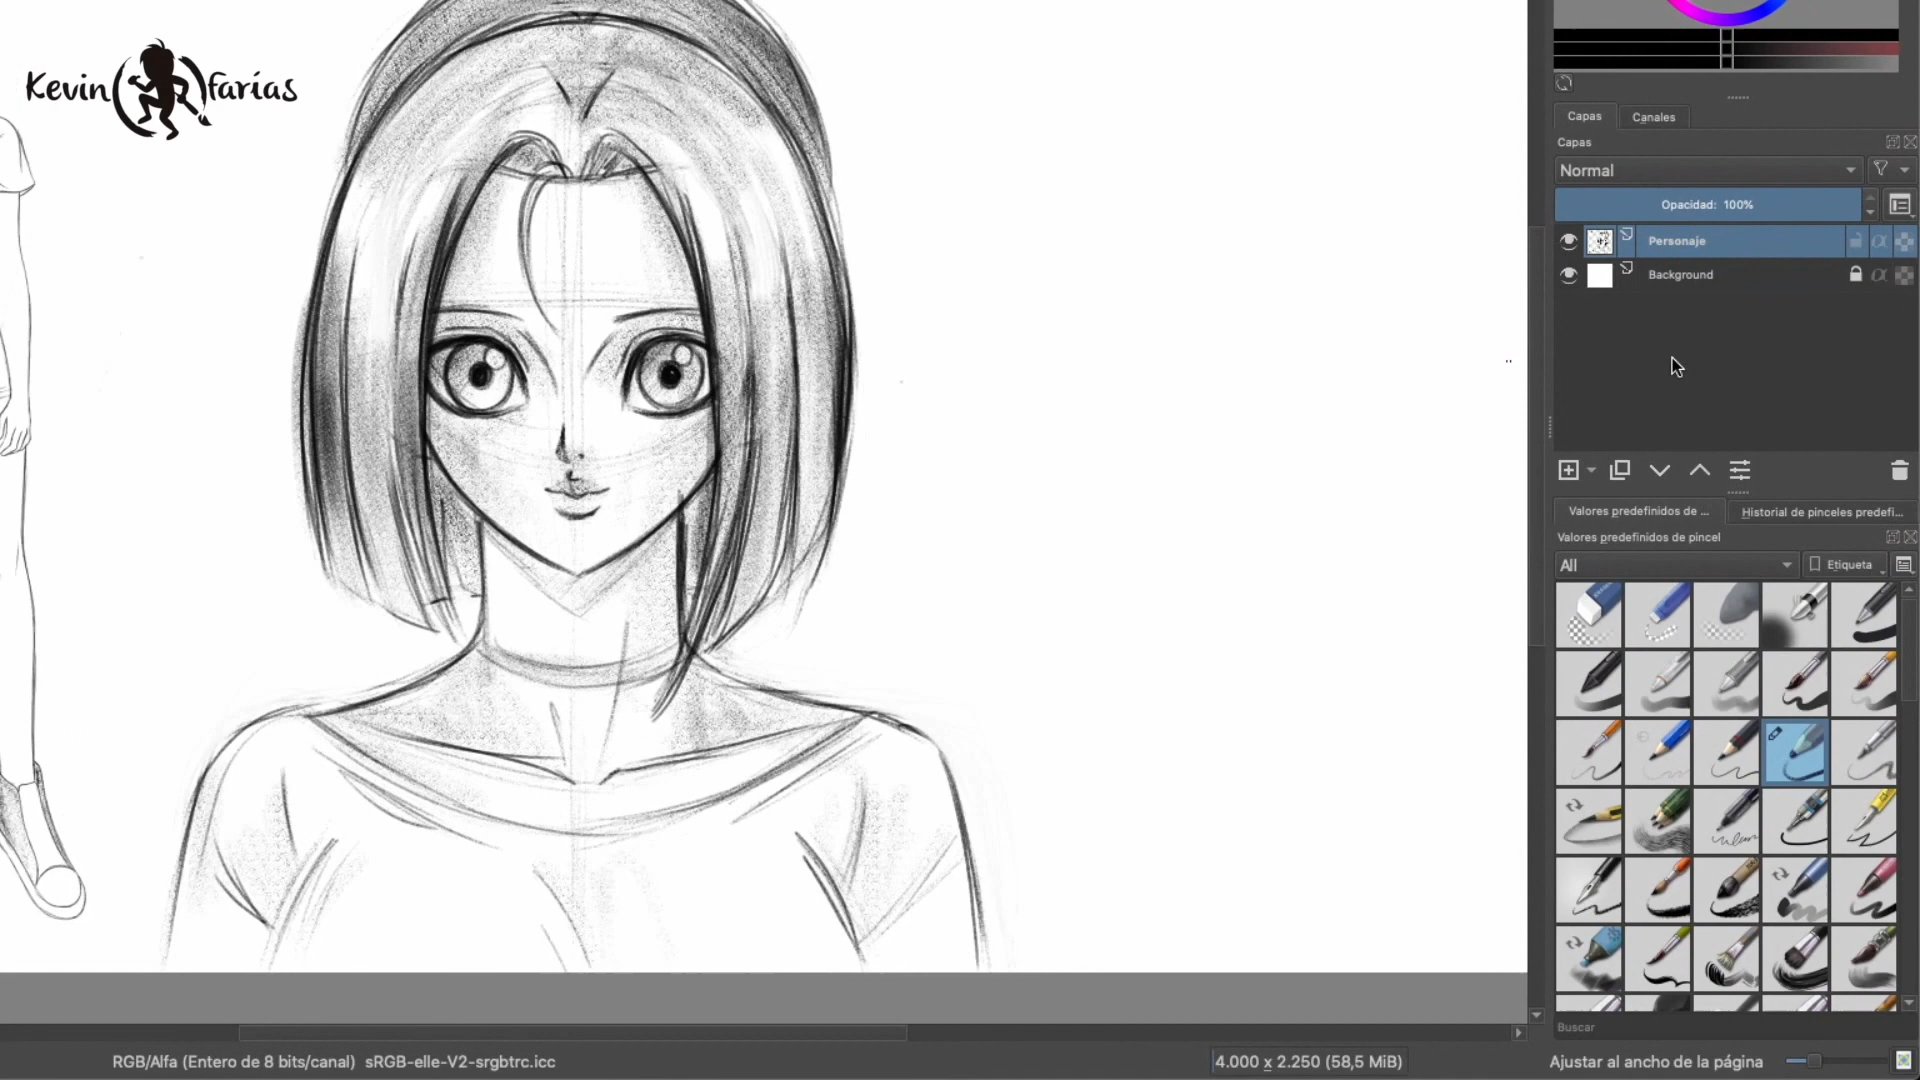 Kevin farías
Capas
Canales
Capas
Normal
Opacidad: 100%
Personaje
Background
Valores predefinidos de ...
Historial de pinceles predefi...
Valores predefinidos de pincel
All
Etiqueta
Buscar
RGB/Alfa (Entero de 8 bits/canal) sRGB-elle-V2-srgbtrc.icc
4.000 x 2.250 (58,5 MiB)
Ajustar al ancho de la página